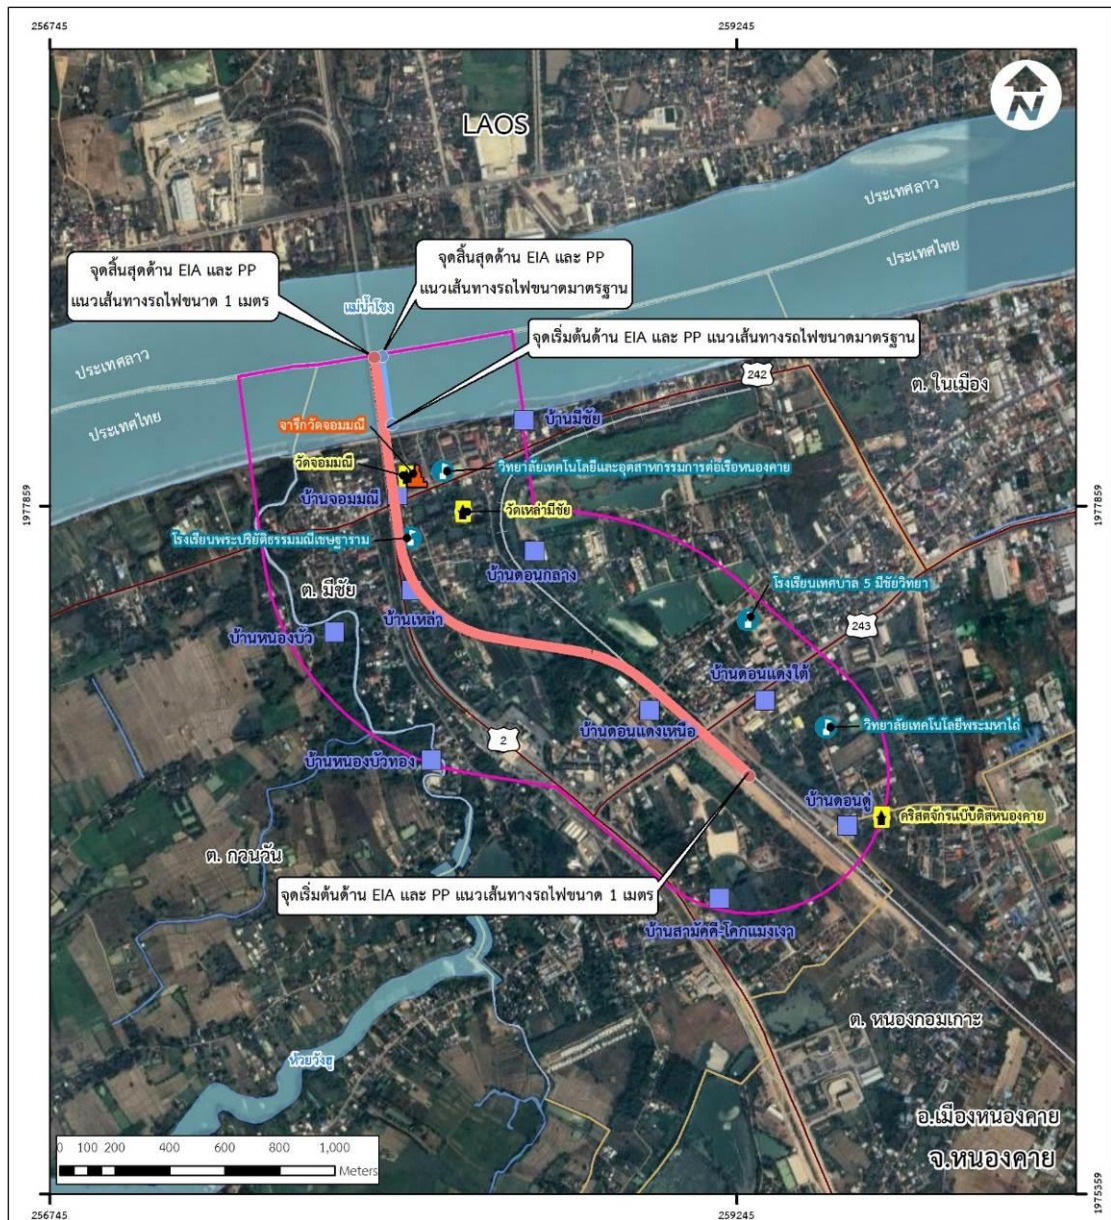 256745
259245
LAOS
ประเทศลาว
ประเทศไทย
จุดสิ้นสุดด้าน EIA และ PP
แนวเส้นทางรถไฟขนาด 1 เมตร
จุดสิ้นสุดด้าน EIA และ PP
แนวเส้นทางรถไฟขนาดมาตรฐาน
แม่น้ำโขง
จุดเริ่มต้นด้าน EIA และ PP แนวเส้นทางรถไฟขนาดมาตรฐาน
ประเทศลาว
ประเทศไทย
242
ต. ในเมือง
จารึกวัดจอมมณี
บ้านมีชัย
วัดจอมมณี
วิทยาลัยเทคโนโลยีและอุตสาหกรรมการต่อเรือหนองคาย
บ้านจอมมณี
วัดเหล่ามีชัย
1977859
1977859
โรงเรียนพระปริยัติธรรมมณีเชษฐาราม
บ้านดอนกลาง
ต. มีชัย
บ้านเหล่า
โรงเรียนเทศบาล 5 มีชัยวิทยา
243
บ้านหนองบัว
บ้านดอนแดงใต้
บ้านดอนแดงเหนือ
วิทยาลัยเทคโนโลยีพระมหาไถ่
2
บ้านหนองบัวทอง
บ้านดอนดู่
คริสตจักรแบ๊บติสหนองคาย
ต. กวนวัน
จุดเริ่มต้นด้าน EIA และ PP แนวเส้นทางรถไฟขนาด 1 เมตร
บ้านสามัคคี-โคกแมงเงา
ต. หนองกอมเกาะ
ห้วยวังฮู
อ.เมืองหนองคาย
จ.หนองคาย
0 100 200 400 600 800 1,000
Meters
1975359
256745
259245